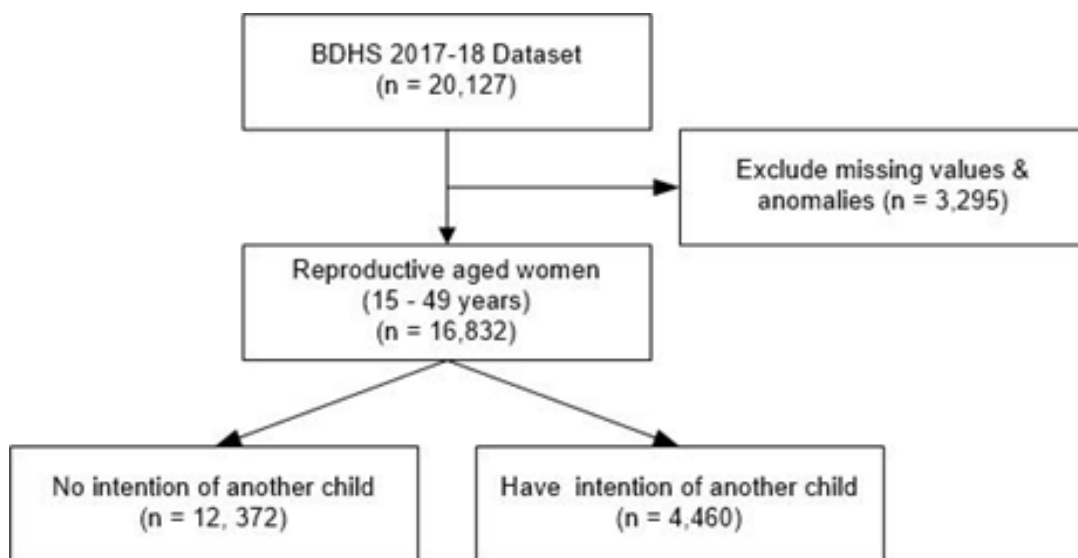 BDHS 2017-18 Dataset
(n = 20,127)
Exclude missing values &
anomalies (n = 3,295)
Reproductive aged women
(15 - 49 years)
(n = 16,832)
No intention of another child
(n = 12, 372)
Have intention of another child
(n = 4,460)